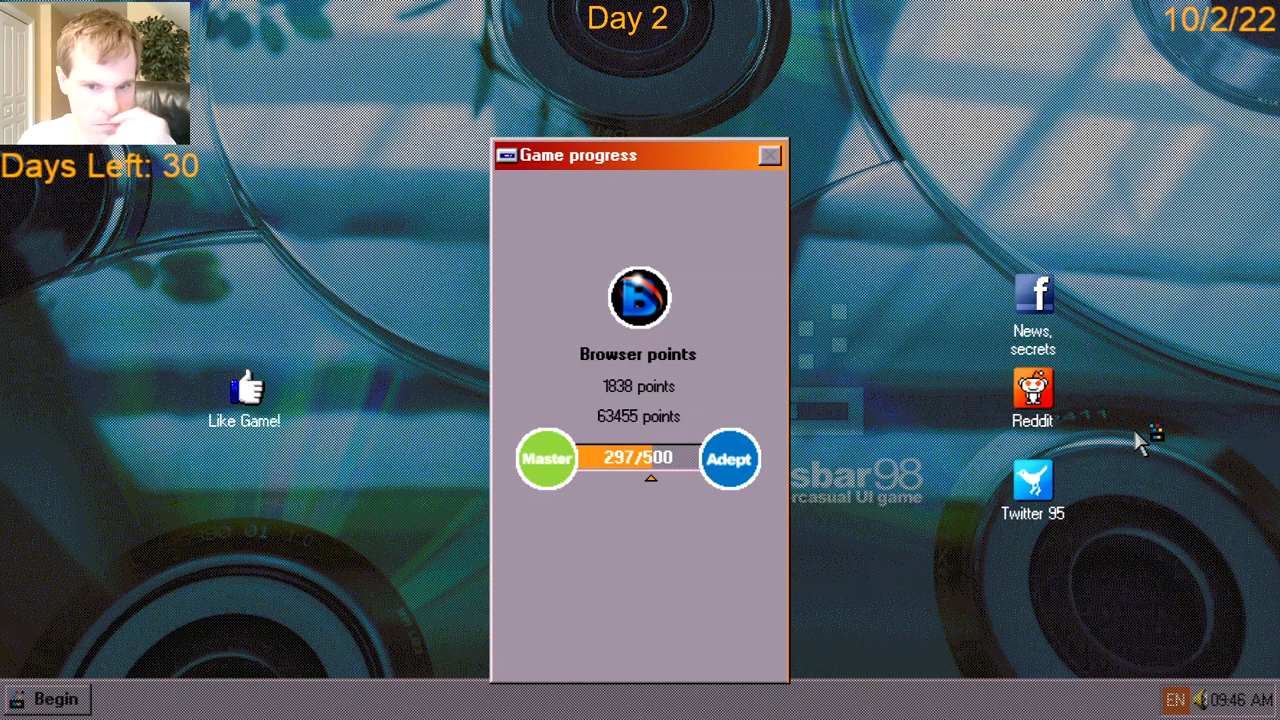 Day 2
10/2/22
Days Left: 30
Game progress
Browser points
1838 points
63455 points
Master
297/500
Adept
Like Game!
News,
secrets
Reddit
Twitter 95
sbar98
rcasual UI game
Begin
EN
09:46 AM